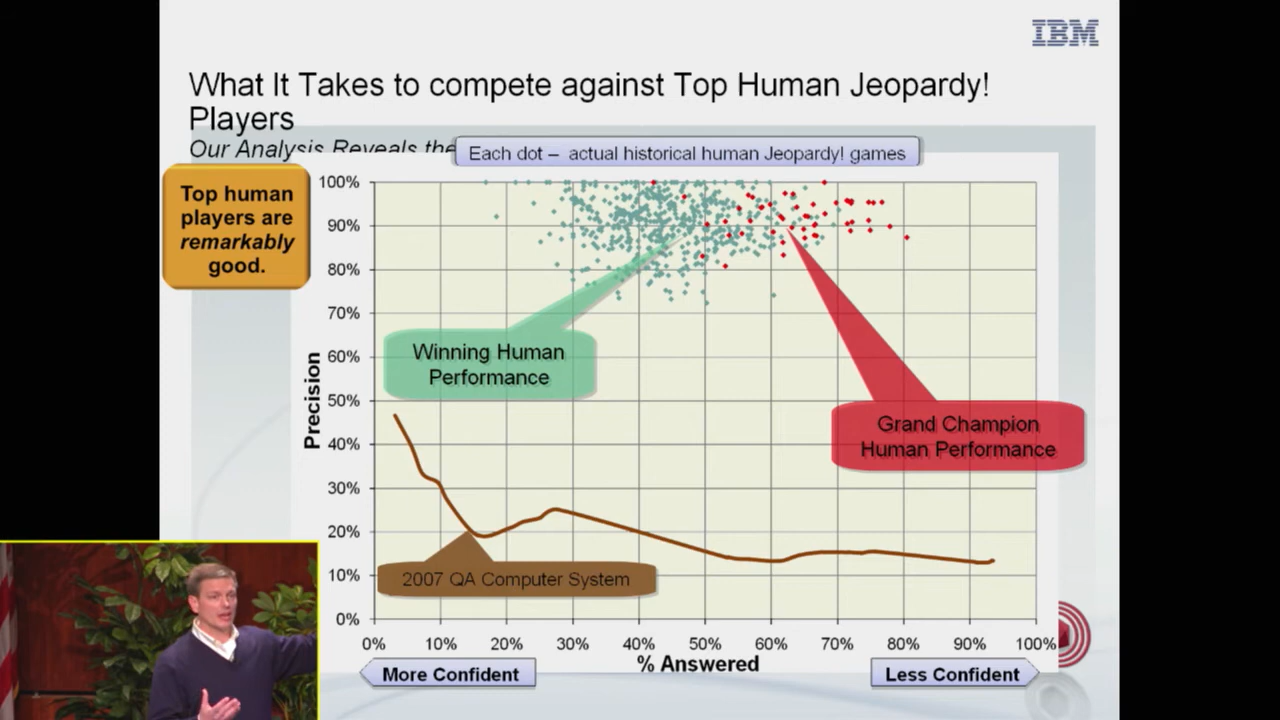 IBM
What It Takes to compete against Top Human Jeopardy!
Players
Our Analysis Reveals the
Each dot – actual historical human Jeopardy! games
Top human
players are
remarkably
good.
100%
90%
80%
70%
60%
50%
40%
30%
20%
10%
0%
Precision
Winning Human
Performance
Grand Champion
Human Performance
2007 QA Computer System
0% 10% 20% 30% 40% 50% 60% 70% 80% 90% 100%
% Answered
More Confident
Less Confident